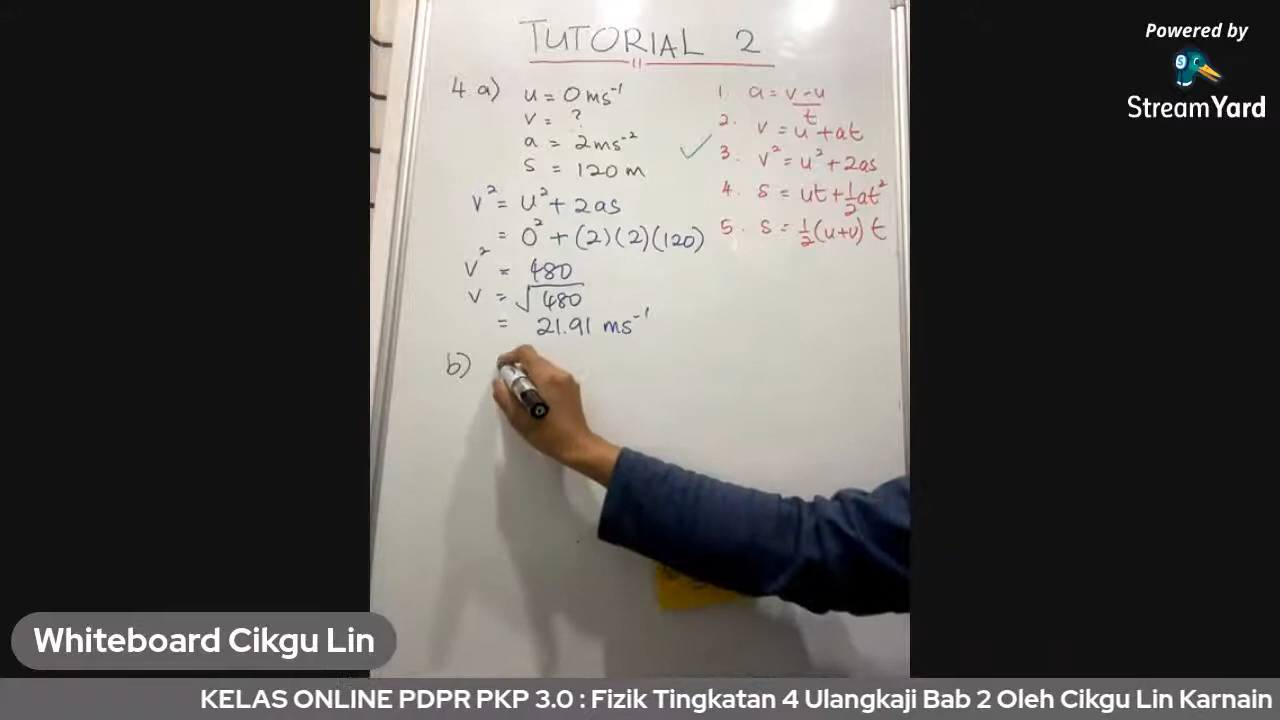 Powered by
StreamYard
TUTORIAL 2
4 a)
u = 0 ms⁻¹
v = ?
a = 2 ms⁻²
s = 120 m
v² = u² + 2as
= 0² + (2)(2)(120)
v² = 480
v = √480
= 21.91 ms⁻¹
b)
1. a = v - u / t
2. v = u + at
✓ 3. v² = u² + 2as
4. s = ut + 1/2 at²
5. s = 1/2 (u+v) t
Whiteboard Cikgu Lin
KELAS ONLINE PDPR PKP 3.0 : Fizik Tingkatan 4 Ulangkaji Bab 2 Oleh Cikgu Lin Karnain